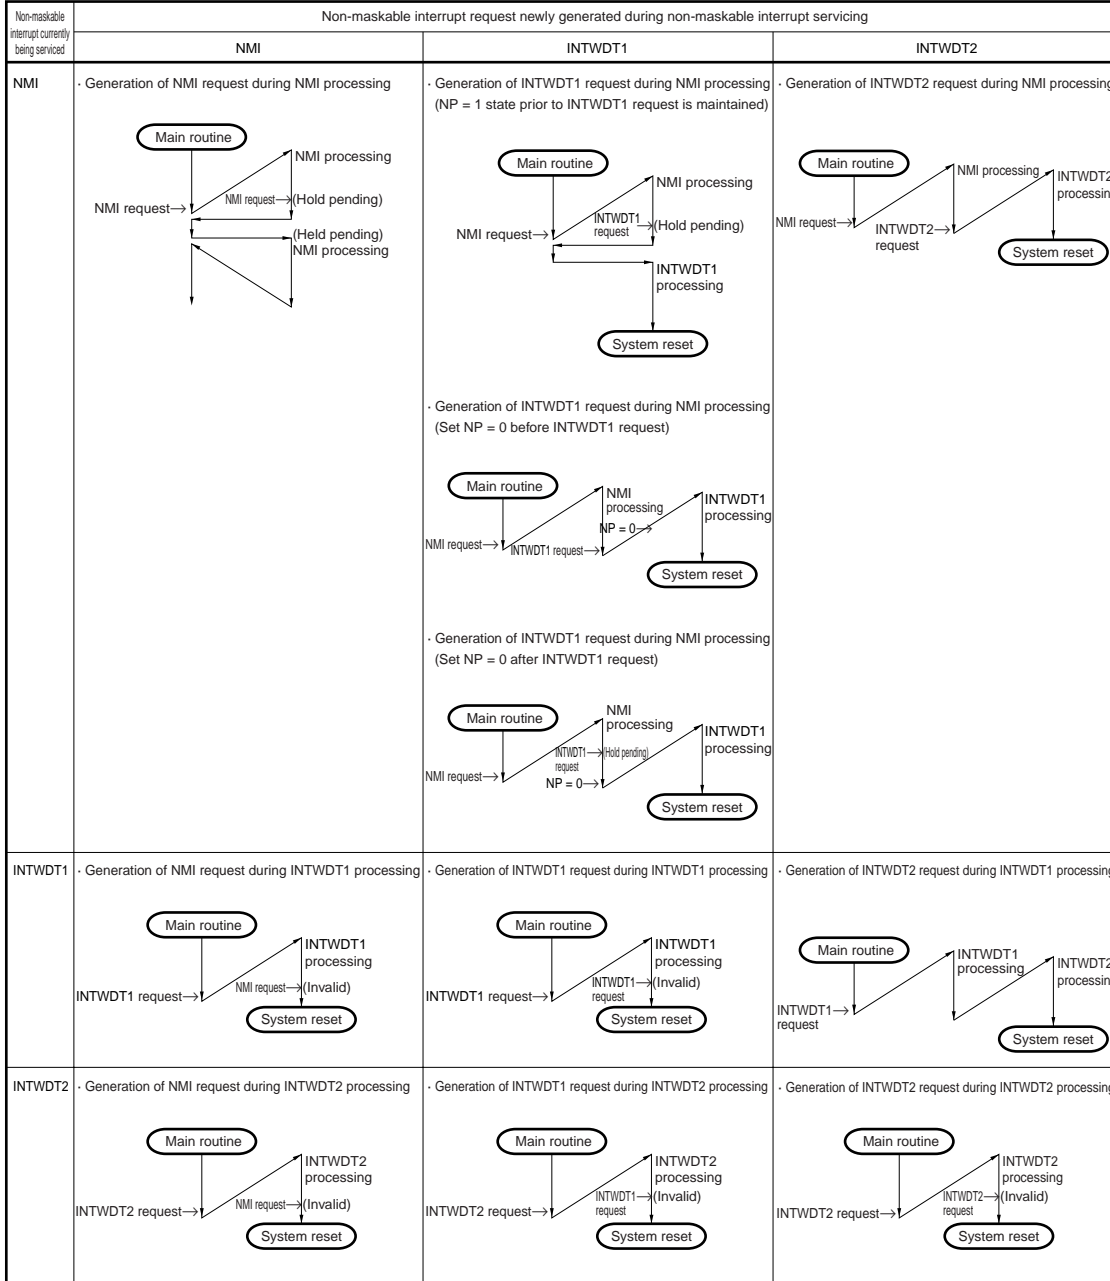 Non-maskable
interrupt currently
being serviced
Non-maskable interrupt request newly generated during non-maskable interrupt servicing
NMI
INTWDT1
INTWDT2
NMI
· Generation of NMI request during NMI processing
Main routine
NMI processing
NMI request
(Hold pending)
NMI request
(Held pending)
NMI processing
· Generation of INTWDT1 request during NMI processing
(NP = 1 state prior to INTWDT1 request is maintained)
Main routine
NMI processing
INTWDT1
request
(Hold pending)
NMI request
INTWDT1
processing
System reset
· Generation of INTWDT1 request during NMI processing
(Set NP = 0 before INTWDT1 request)
Main routine
NMI
processing
INTWDT1
processing
NP = 0
NMI request
INTWDT1 request
System reset
· Generation of INTWDT1 request during NMI processing
(Set NP = 0 after INTWDT1 request)
Main routine
NMI
processing
INTWDT1
processing
INTWDT1
request
(Hold pending)
NMI request
NP = 0
System reset
· Generation of INTWDT2 request during NMI processing
Main routine
NMI processing
INTWDT2
processin
NMI request
INTWDT2
request
System reset
INTWDT1
· Generation of NMI request during INTWDT1 processing
Main routine
INTWDT1
processing
NMI request
(Invalid)
INTWDT1 request
System reset
· Generation of INTWDT1 request during INTWDT1 processing
Main routine
INTWDT1
processing
INTWDT1
request
(Invalid)
INTWDT1 request
System reset
· Generation of INTWDT2 request during INTWDT1 processing
Main routine
INTWDT1
processing
INTWDT2
processin
INTWDT1
request
System reset
INTWDT2
· Generation of NMI request during INTWDT2 processing
Main routine
INTWDT2
processing
NMI request
(Invalid)
INTWDT2 request
System reset
· Generation of INTWDT1 request during INTWDT2 processing
Main routine
INTWDT2
processing
INTWDT1
request
(Invalid)
INTWDT2 request
System reset
· Generation of INTWDT2 request during INTWDT2 processing
Main routine
INTWDT2
processing
INTWDT2
request
(Invalid)
INTWDT2 request
System reset